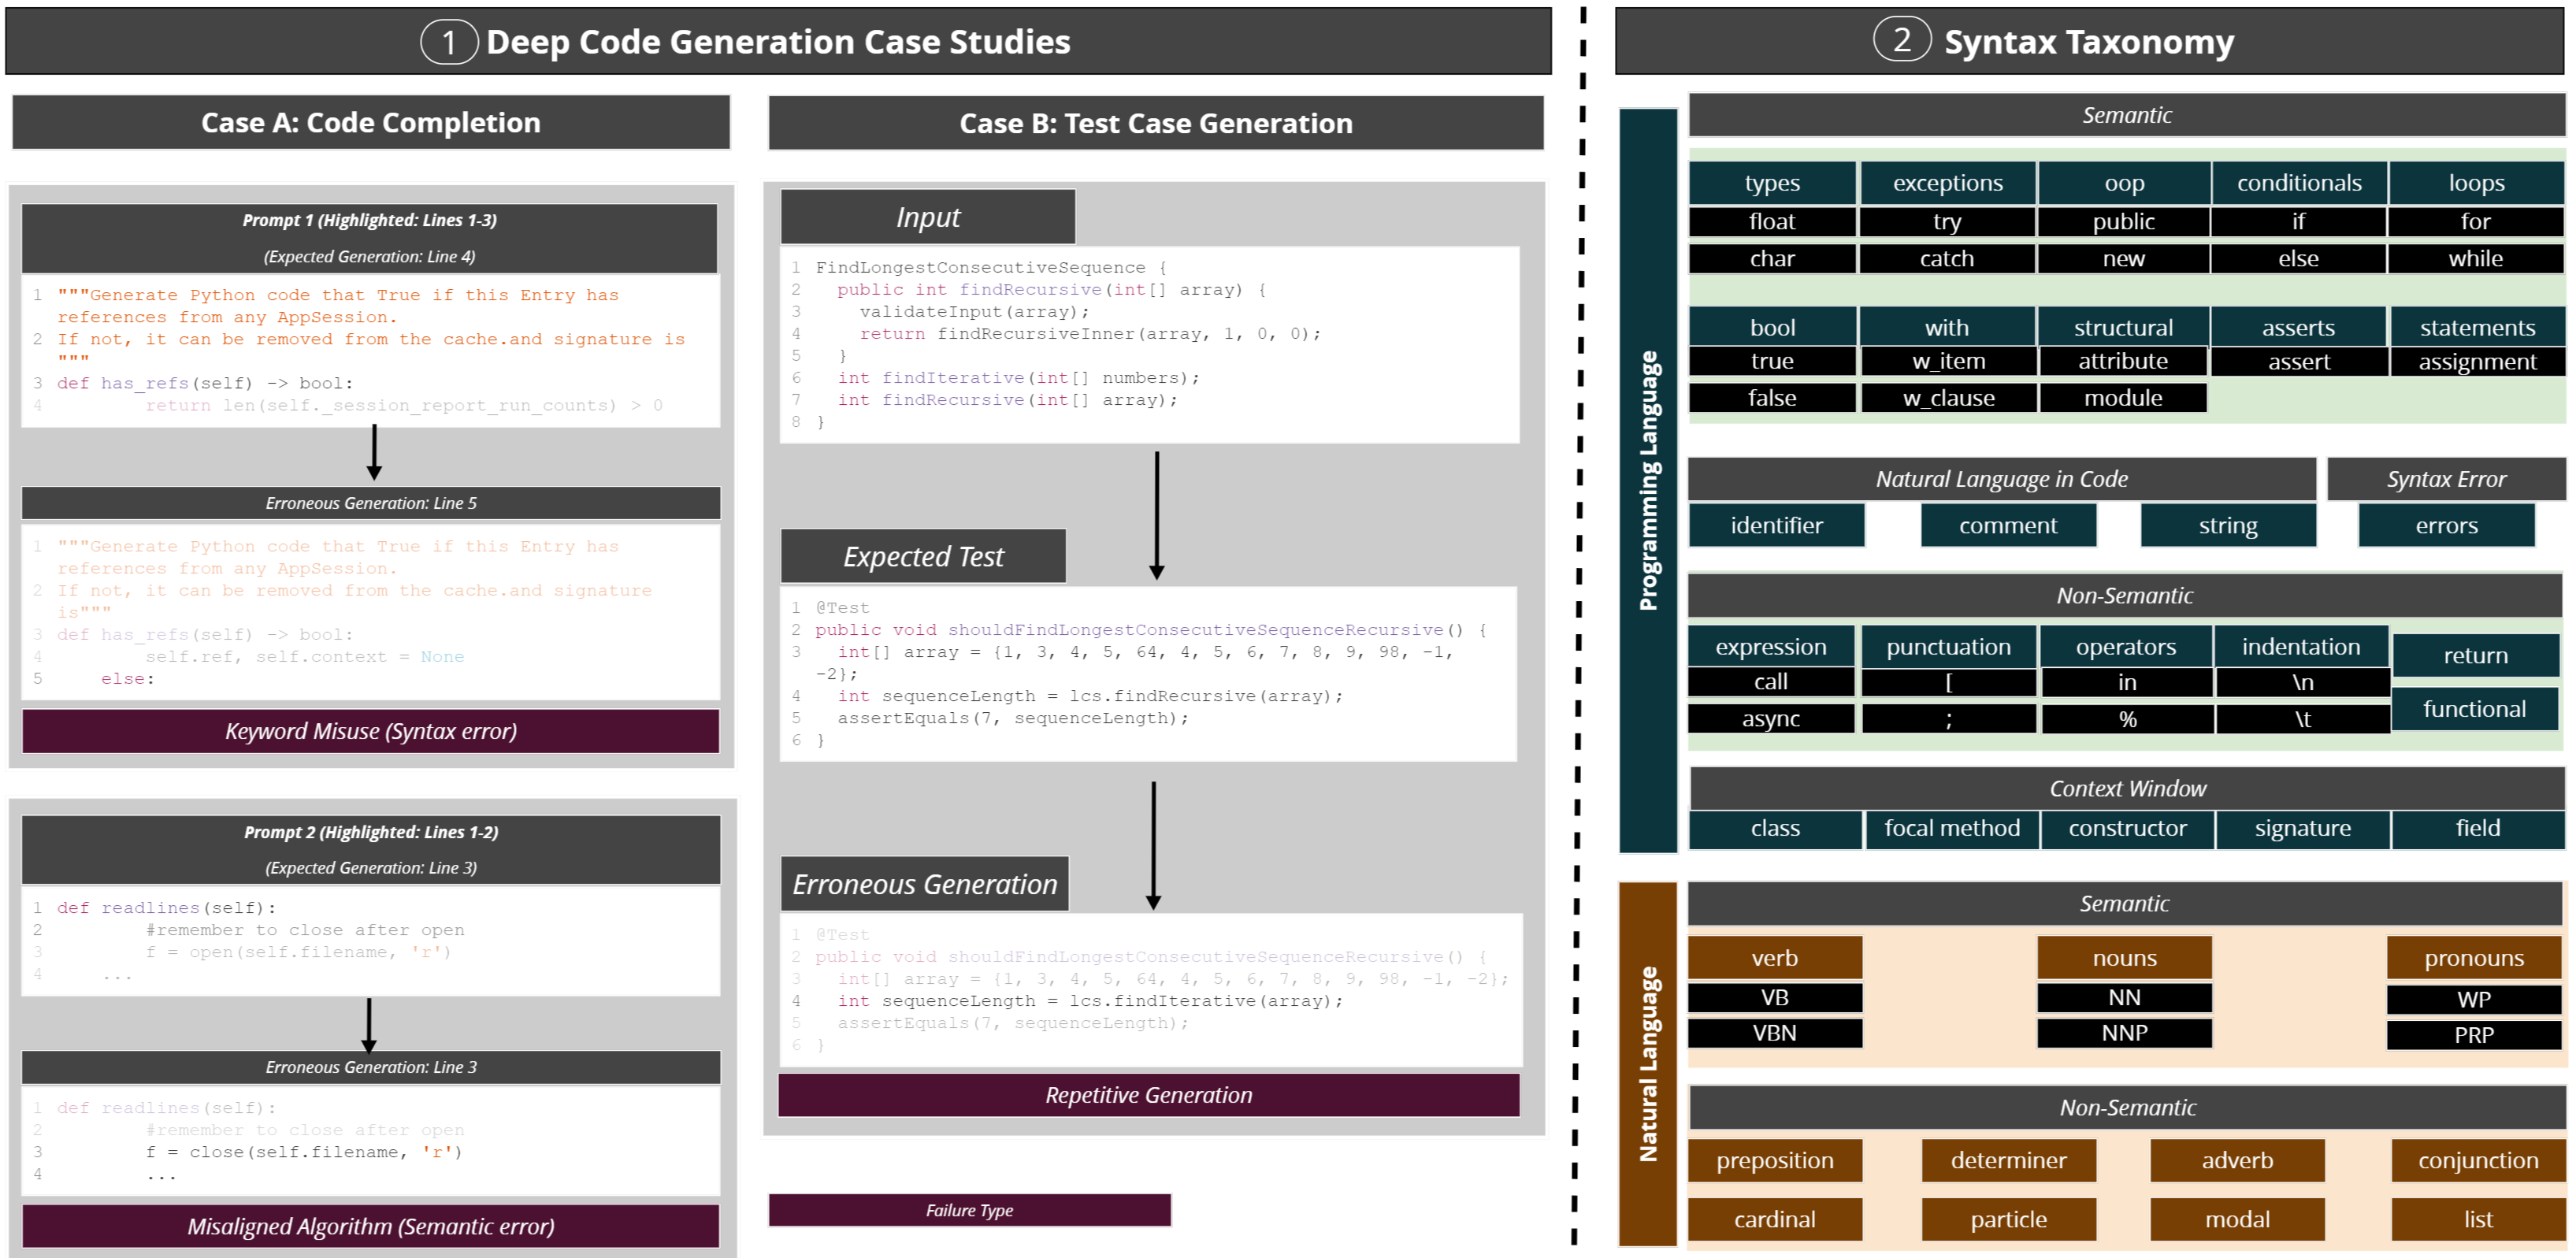 1 Deep Code Generation Case Studies
Case A: Code Completion
Prompt 1 (Highlighted: Lines 1-3)
(Expected Generation: Line 4)
1 """Generate Python code that True if this Entry has
references from any AppSession.
2 If not, it can be removed from the cache.and signature is
"""
3 def has_refs(self) -> bool:
4 return len(self._session_report_run_counts) > 0
Erroneous Generation: Line 5
1 """Generate Python code that True if this Entry has
references from any AppSession.
2 If not, it can be removed from the cache.and signature
is"""
3 def has_refs(self) -> bool:
4 self.ref, self.context = None
5 else:
Keyword Misuse (Syntax error)
Prompt 2 (Highlighted: Lines 1-2)
(Expected Generation: Line 3)
1 def readlines(self):
2 #remember to close after open
3 f = open(self.filename, 'r')
4 ...
Erroneous Generation: Line 3
1 def readlines(self):
2 #remember to close after open
3 f = close(self.filename, 'r')
4 ...
Misaligned Algorithm (Semantic error)
Case B: Test Case Generation
Input
1 FindLongestConsecutiveSequence {
2 public int findRecursive(int[] array) {
3 validateInput(array);
4 return findRecursiveInner(array, 1, 0, 0);
5 }
6 int findIterative(int[] numbers);
7 int findRecursive(int[] array);
8 }
Expected Test
1 @Test
2 public void shouldFindLongestConsecutiveSequenceRecursive() {
3 int[] array = {1, 3, 4, 5, 64, 4, 5, 6, 7, 8, 9, 98, -1,
-2};
4 int sequenceLength = lcs.findRecursive(array);
5 assertEquals(7, sequenceLength);
6 }
Erroneous Generation
1 @Test
2 public void shouldFindLongestConsecutiveSequenceRecursive() {
3 int[] array = {1, 3, 4, 5, 64, 4, 5, 6, 7, 8, 9, 98, -1, -2};
4 int sequenceLength = lcs.findIterative(array);
5 assertEquals(7, sequenceLength);
6 }
Repetitive Generation
Failure Type
2 Syntax Taxonomy
Programming Language
Semantic
types exceptions oop conditionals loops
float try public if for
char catch new else while
bool with structural asserts statements
true w_item attribute assert assignment
false w_clause module
Natural Language in Code Syntax Error
identifier comment string errors
Non-Semantic
expression punctuation operators indentation return
call [ in \n
async ; % \t functional
Context Window
class focal method constructor signature field
Natural Language
Semantic
verb nouns pronouns
VB NN WP
VBN NNP PRP
Non-Semantic
preposition determiner adverb conjunction
cardinal particle modal list